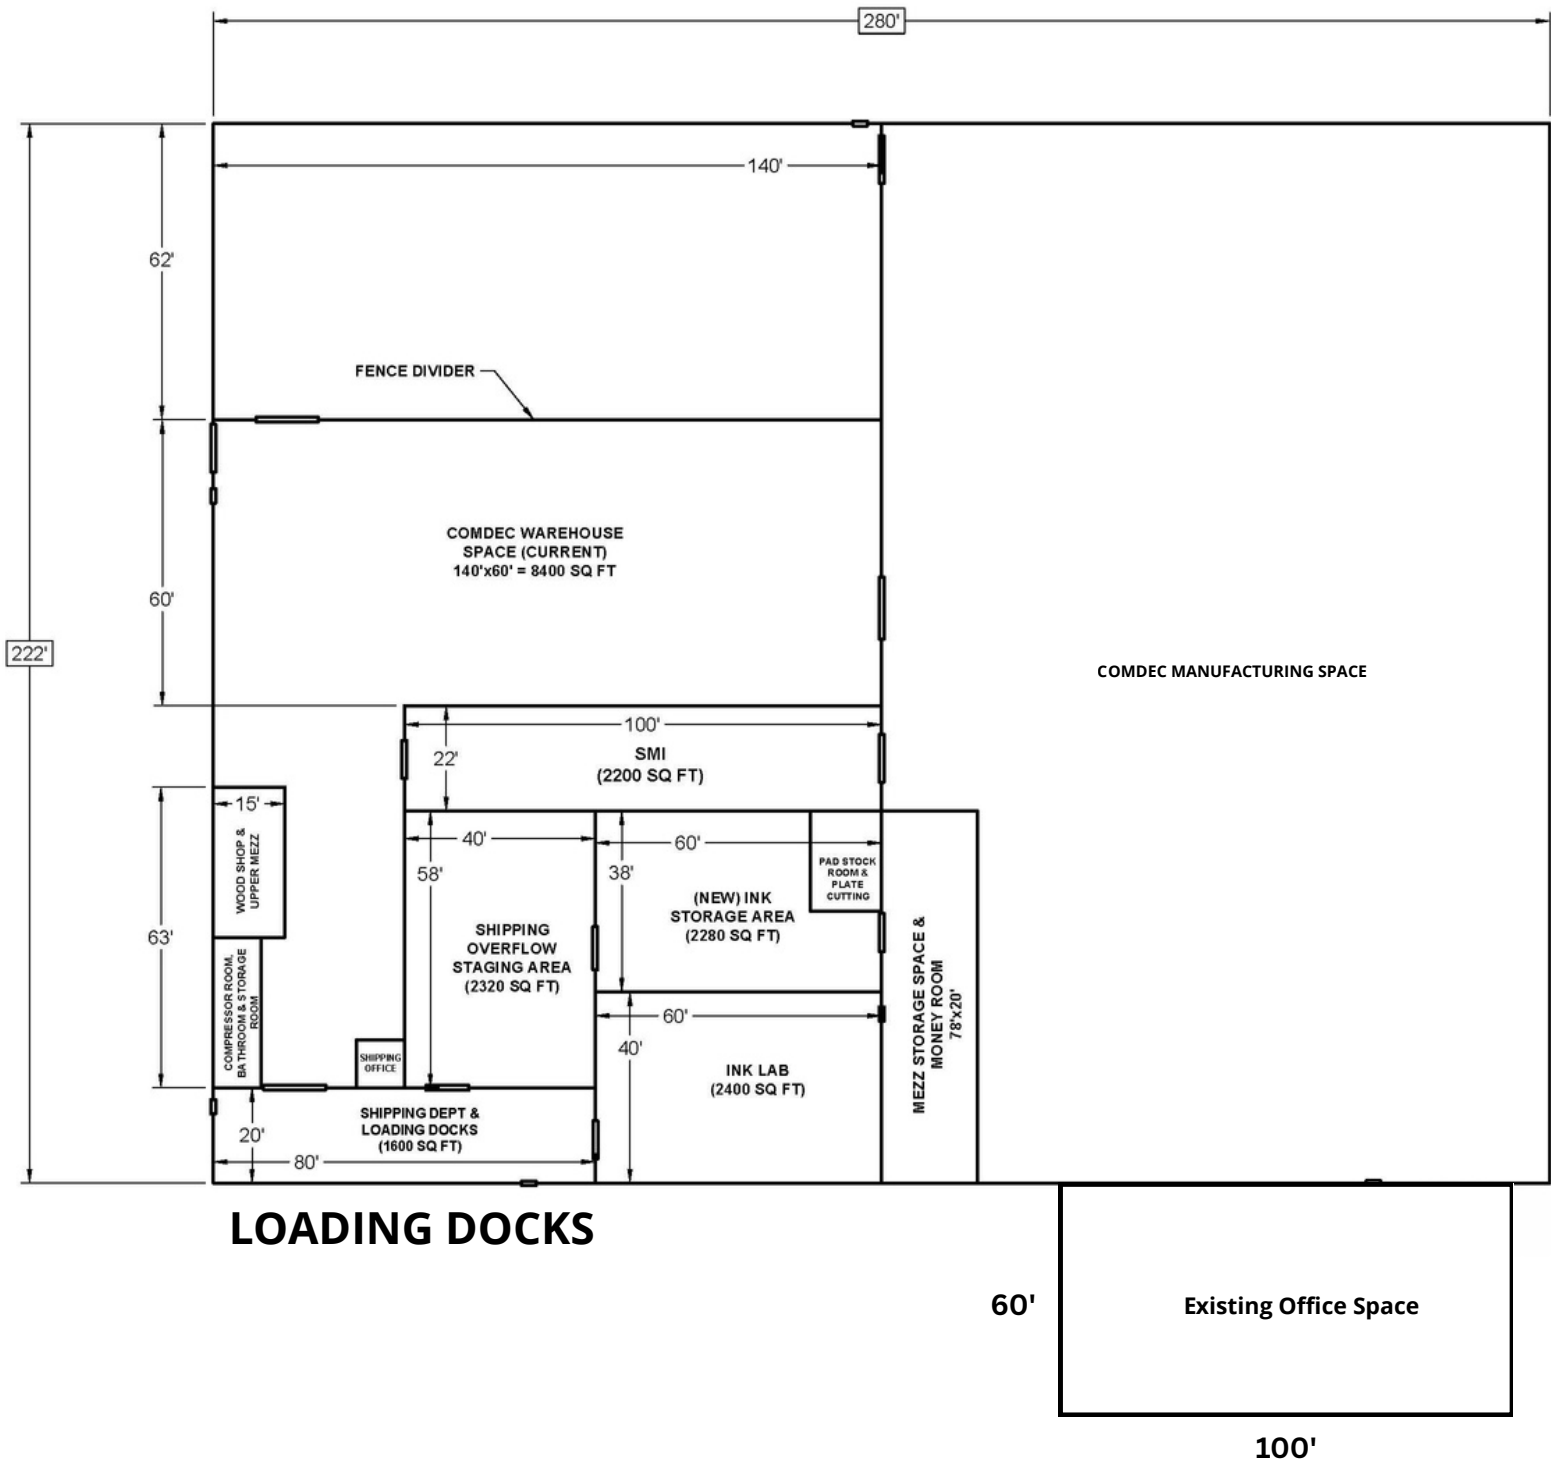 280'
140'
62'
FENCE DIVIDER
COMDEC WAREHOUSE
SPACE (CURRENT)
140'x60' = 8400 SQ FT
60'
222'
COMDEC MANUFACTURING SPACE
100'
22'
SMI
(2200 SQ FT)
15'
WOOD SHOP &
UPPER MEZZ
40'
58'
60'
38'
PAD STOCK
ROOM &
PLATE
CUTTING
(NEW) INK
STORAGE AREA
(2280 SQ FT)
SHIPPING
OVERFLOW
STAGING AREA
(2320 SQ FT)
63'
COMPRESSOR ROOM,
BATHROOM & STORAGE
ROOM
MEZZ STORAGE SPACE &
MONEY ROOM
78'x20'
60'
40'
SHIPPING
OFFICE
INK LAB
(2400 SQ FT)
SHIPPING DEPT &
LOADING DOCKS
(1600 SQ FT)
20'
80'
LOADING DOCKS
60'
Existing Office Space
100'